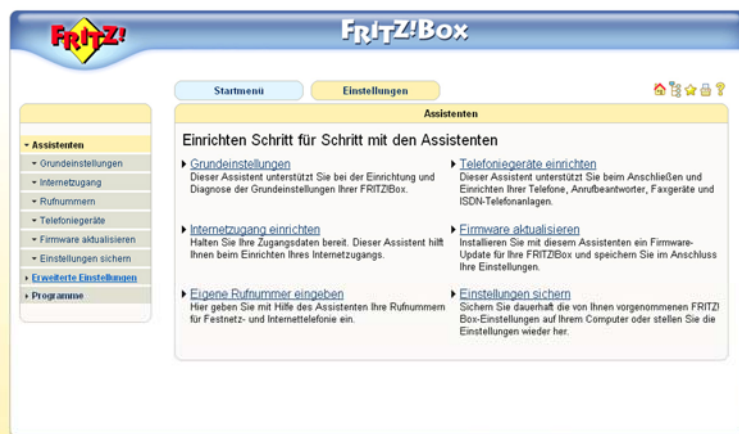 FRITZ!
FRITZ!BOX
Startmenü
Einstellungen
Assistenten
Assistenten
Grundeinstellungen
Internetzugang
Rufnummern
Telefoniegeräte
Firmware aktualisieren
Einstellungen sichern
Erweiterte Einstellungen
Programme
Einrichten Schritt für Schritt mit den Assistenten
Grundeinstellungen
Dieser Assistent unterstützt Sie bei der Einrichtung und
Diagnose der Grundeinstellungen Ihrer FRITZ!Box.
Telefoniegeräte einrichten
Dieser Assistent unterstützt Sie beim Anschließen und
Einrichten Ihrer Telefone, Anrufbeantworter, Faxgeräte und
ISDN-Telefonanlagen.
Internetzugang einrichten
Halten Sie Ihre Zugangsdaten bereit. Dieser Assistent hilft
Ihnen beim Einrichten Ihres Internetzugangs.
Firmware aktualisieren
Installieren Sie mit diesem Assistenten ein Firmware-
Update für Ihre FRITZ!Box und speichern Sie im Anschluss
Ihre Einstellungen.
Eigene Rufnummer eingeben
Hier geben Sie mit Hilfe des Assistenten Ihre Rufnummern
für Festnetz- und Internettelefonie ein.
Einstellungen sichern
Sichern Sie dauerhaft die von Ihnen vorgenommenen FRITZ!
Box-Einstellungen auf Ihrem Computer oder stellen Sie die
Einstellungen wieder her.